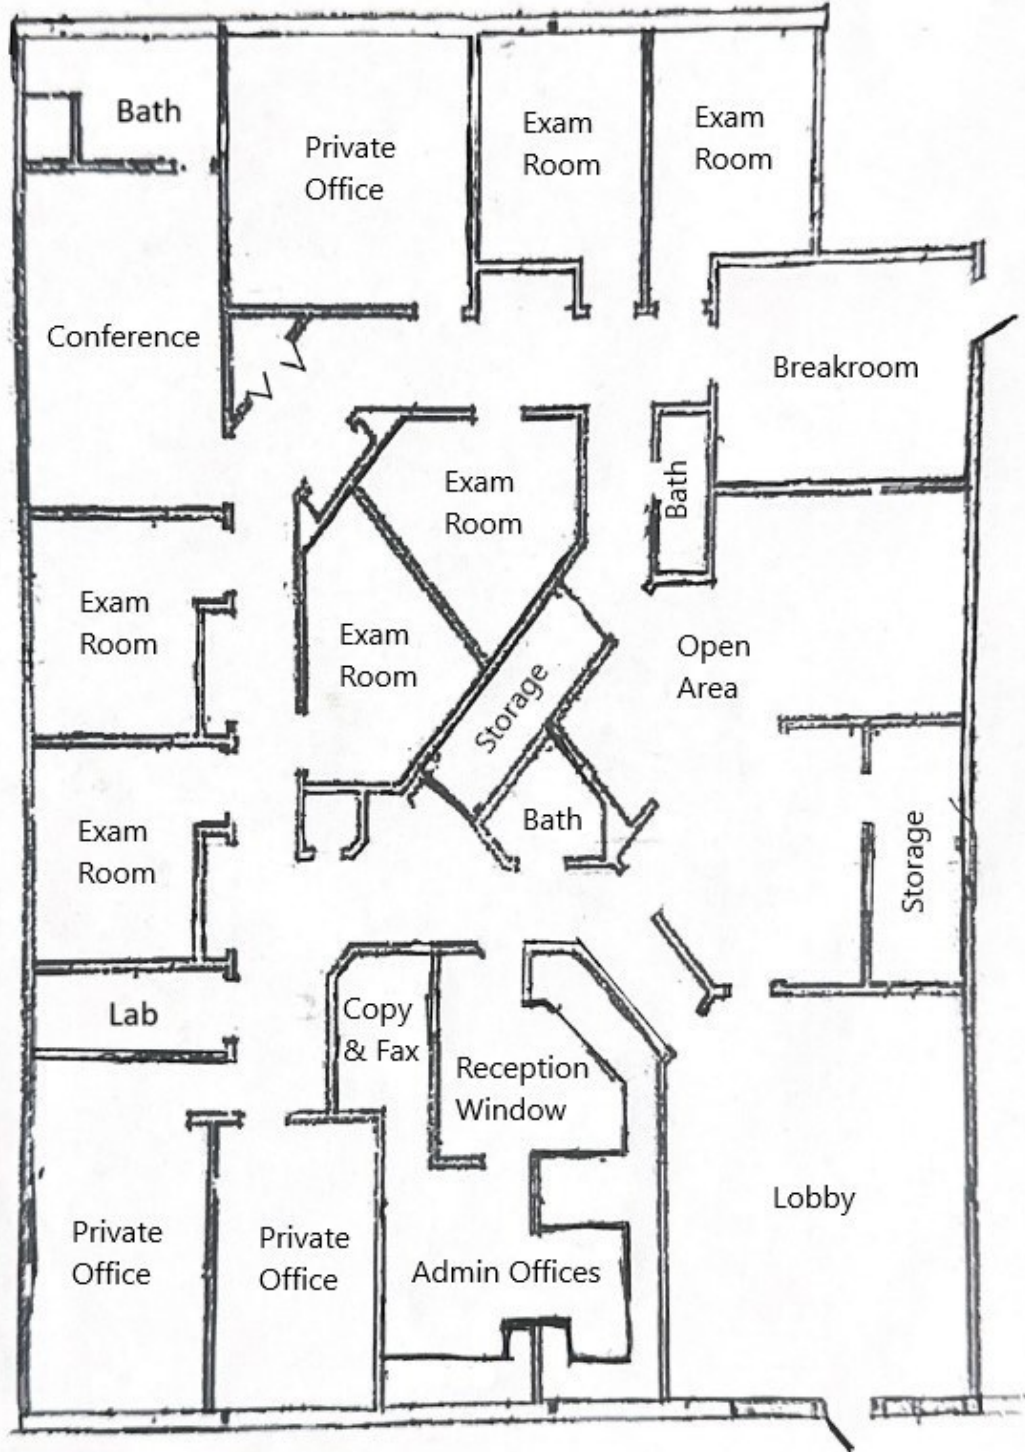 Bath
Private
Office
Exam
Room
Exam
Room
Conference
Breakroom
Exam
Room
Bath
Exam
Room
Exam
Room
Open
Area
Storage
Exam
Room
Bath
Storage
Lab
Copy
& Fax
Reception
Window
Private
Office
Private
Office
Admin Offices
Lobby